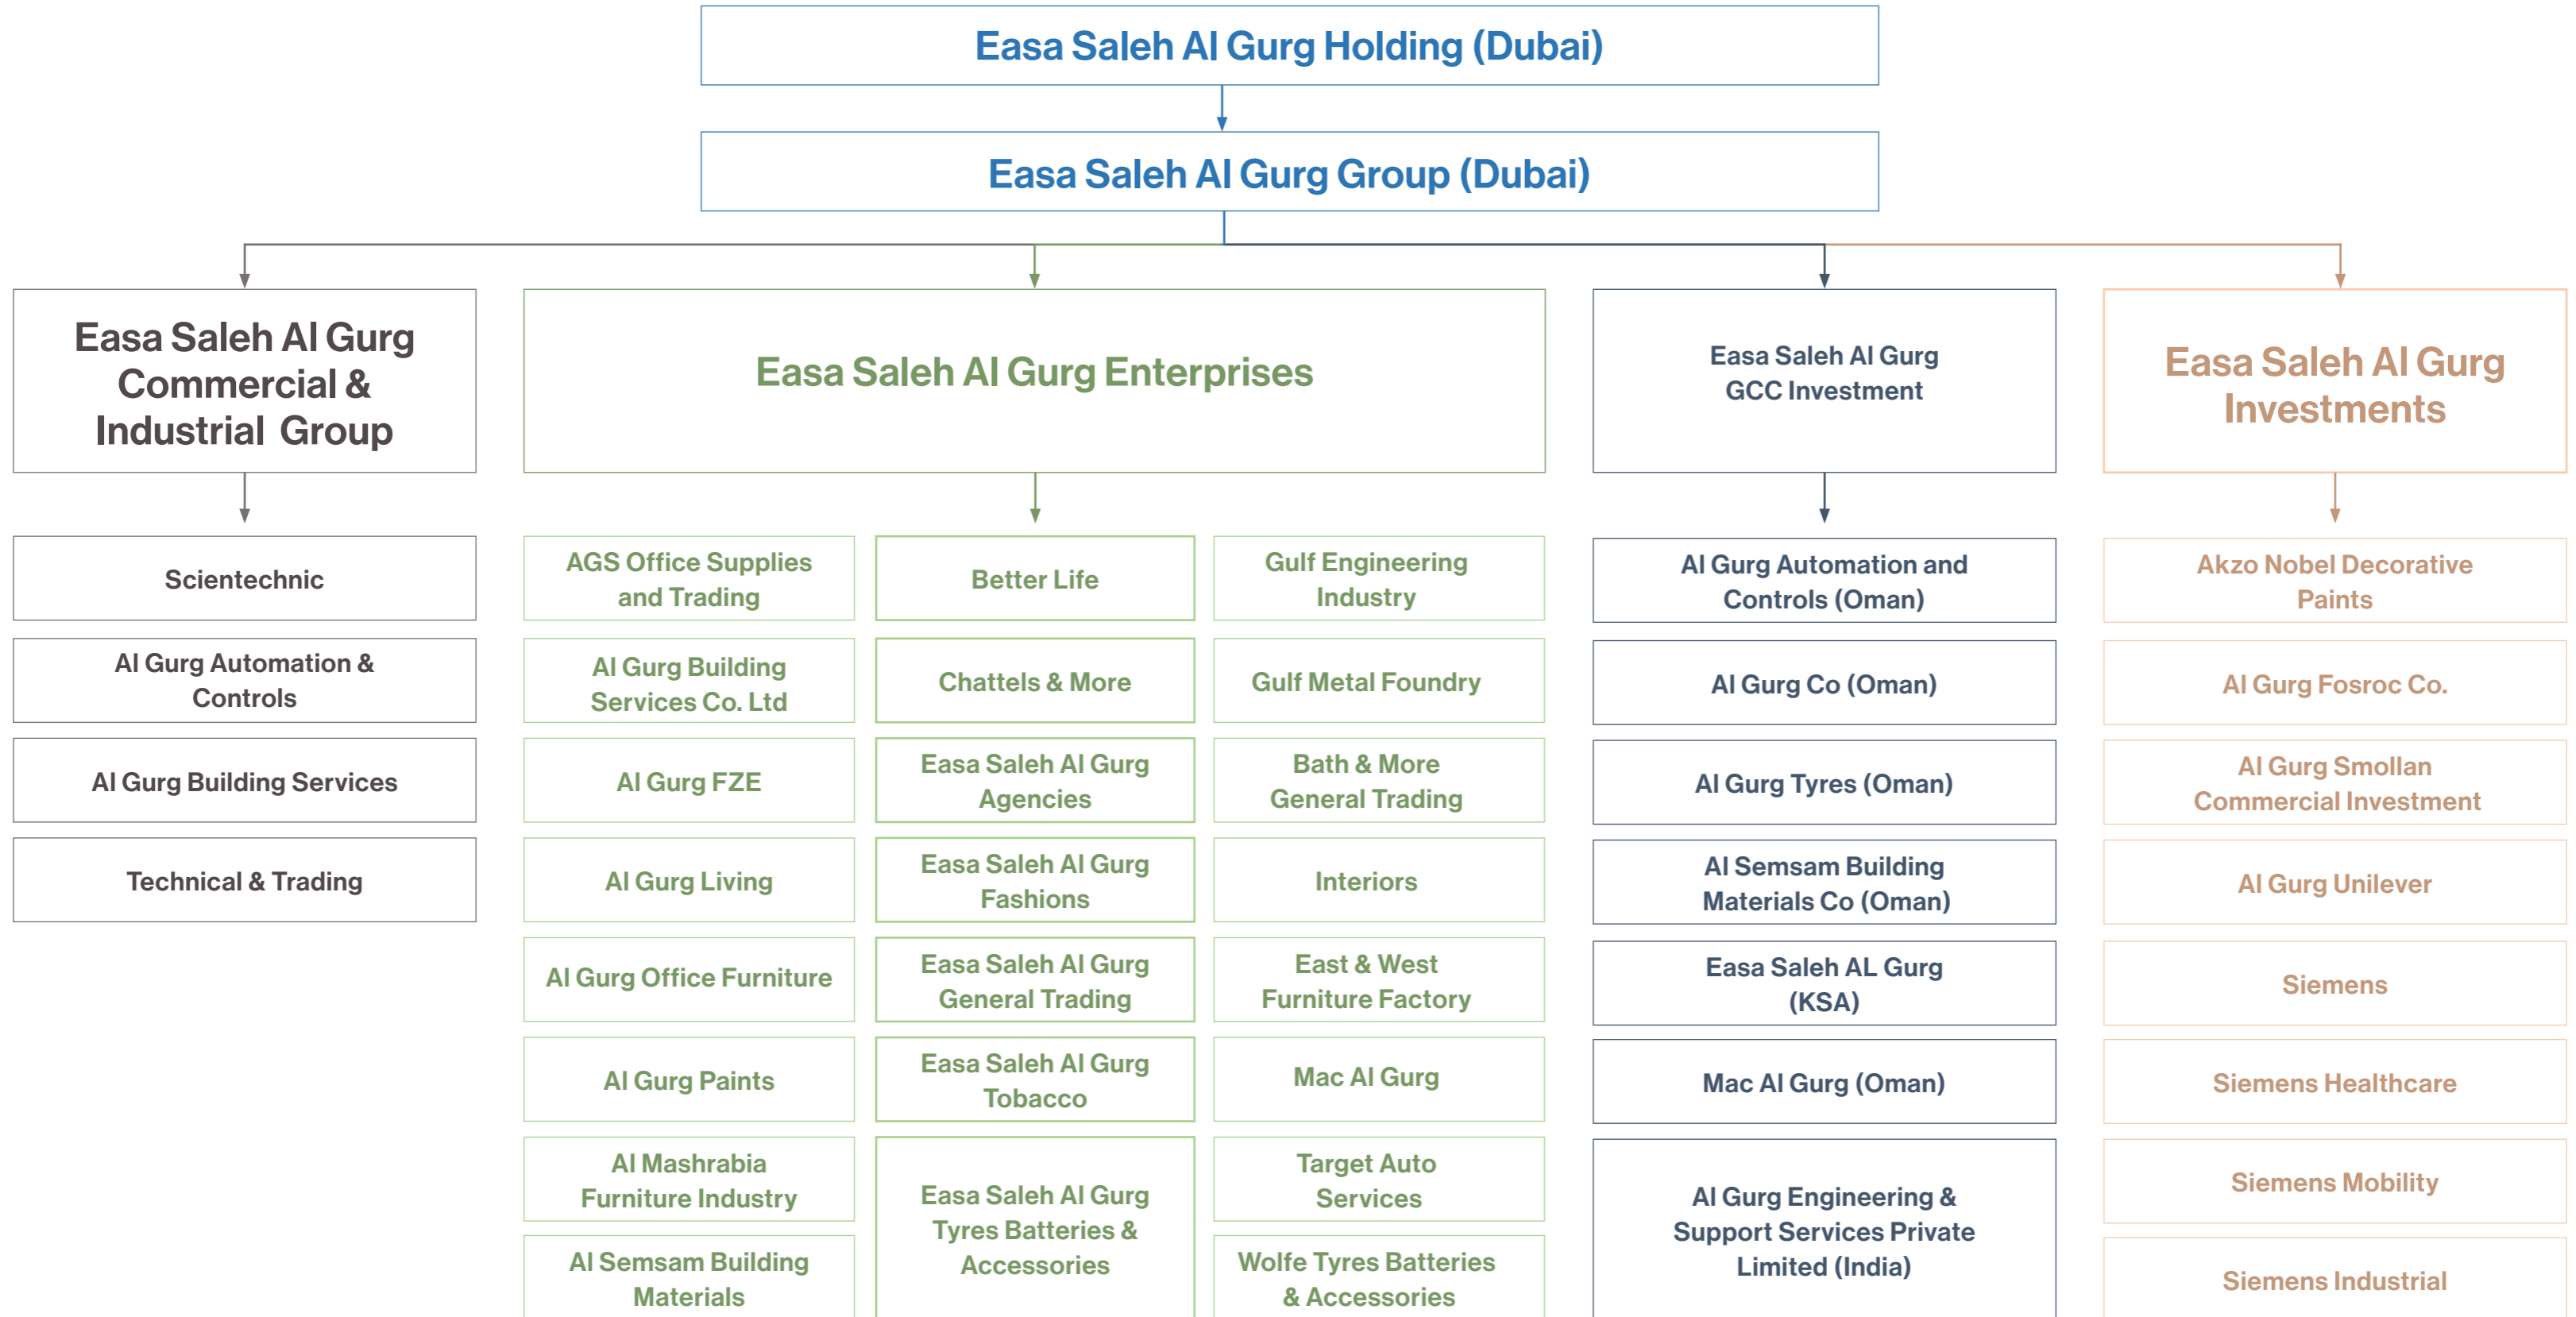 Easa Saleh Al Gurg Holding (Dubai)
Easa Saleh Al Gurg Group (Dubai)
Easa Saleh Al Gurg
Commercial &
Industrial Group
Scientechnic
Al Gurg Automation &
Controls
Al Gurg Building Services
Technical & Trading
Easa Saleh Al Gurg Enterprises
AGS Office Supplies
and Trading
Al Gurg Building
Services Co. Ltd
Al Gurg FZE
Al Gurg Living
Al Gurg Office Furniture
Al Gurg Paints
Al Mashrabia
Furniture Industry
Al Semsam Building
Materials
Better Life
Chattels & More
Easa Saleh Al Gurg
Agencies
Easa Saleh Al Gurg
Fashions
Easa Saleh Al Gurg
General Trading
Easa Saleh Al Gurg
Tobacco
Easa Saleh Al Gurg
Tyres Batteries &
Accessories
Gulf Engineering
Industry
Gulf Metal Foundry
Bath & More
General Trading
Interiors
East & West
Furniture Factory
Mac Al Gurg
Target Auto
Services
Wolfe Tyres Batteries
& Accessories
Easa Saleh Al Gurg
GCC Investment
Al Gurg Automation and
Controls (Oman)
Al Gurg Co (Oman)
Al Gurg Tyres (Oman)
Al Semsam Building
Materials Co (Oman)
Easa Saleh AL Gurg
(KSA)
Mac Al Gurg (Oman)
Al Gurg Engineering &
Support Services Private
Limited (India)
Easa Saleh Al Gurg
Investments
Akzo Nobel Decorative
Paints
Al Gurg Fosroc Co.
Al Gurg Smollan
Commercial Investment
Al Gurg Unilever
Siemens
Siemens Healthcare
Siemens Mobility
Siemens Industrial